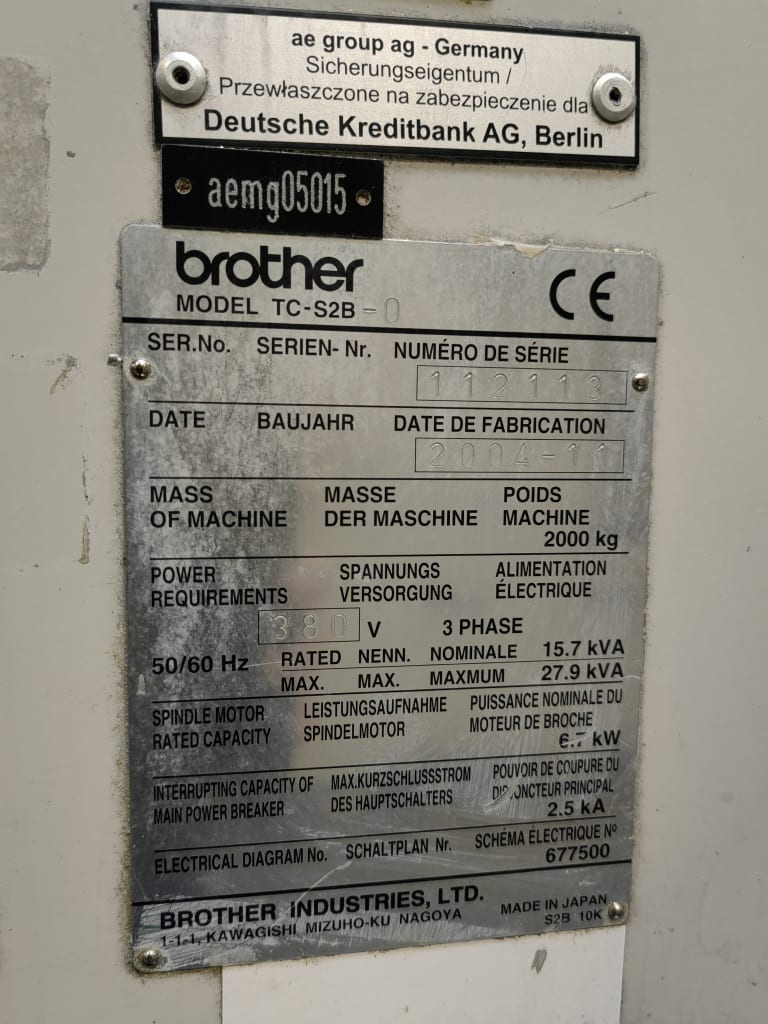 ae group ag - Germany
Sicherungseigentum /
Przewłaszczone na zabezpieczenie dla
Deutsche Kreditbank AG, Berlin
aemg05015
brother
MODEL TC-S2B -0
CE
SER.No. SERIEN- Nr. NUMÉRO DE SÉRIE
112113
DATE BAUJAHR DATE DE FABRICATION
2004-11
MASS MASSE POIDS
OF MACHINE DER MASCHINE MACHINE
2000 kg
POWER SPANNUNGS ALIMENTATION
REQUIREMENTS VERSORGUNG ÉLECTRIQUE
380 V 3 PHASE
50/60 Hz RATED NENN. NOMINALE 15.7 kVA
MAX. MAX. MAXMUM 27.9 kVA
SPINDLE MOTOR LEISTUNGSAUFNAHME PUISSANCE NOMINALE DU
RATED CAPACITY SPINDELMOTOR MOTEUR DE BROCHE
6.7 kW
INTERRUPTING CAPACITY OF MAX.KURZSCHLUSSSTROM POUVOIR DE COUPURE DU
MAIN POWER BREAKER DES HAUPTSCHALTERS DISJONCTEUR PRINCIPAL
2.5 kA
ELECTRICAL DIAGRAM No. SCHALTPLAN Nr. SCHÉMA ÉLECTRIQUE Nº
677500
BROTHER INDUSTRIES, LTD.
1-1-1, KAWAGISHI MIZUHO-KU NAGOYA
MADE IN JAPAN
S2B 10K